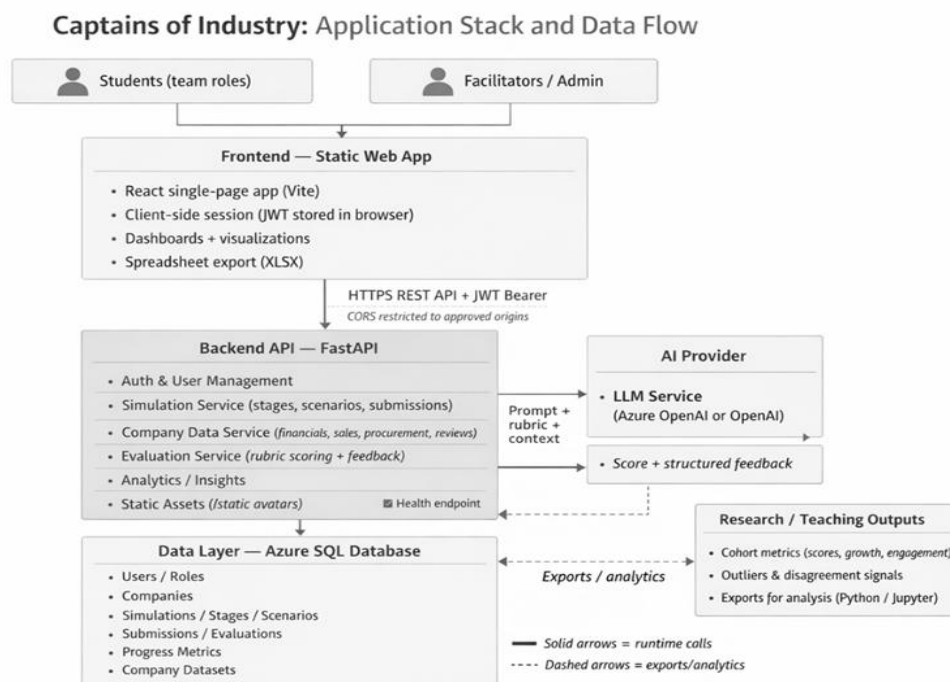 Captains of Industry: Application Stack and Data Flow
Students (team roles)
Facilitators / Admin
Frontend — Static Web App
• React single-page app (Vite)
• Client-side session (JWT stored in browser)
• Dashboards + visualizations
• Spreadsheet export (XLSX)
HTTPS REST API + JWT Bearer
CORS restricted to approved origins
Backend API — FastAPI
• Auth & User Management
• Simulation Service (stages, scenarios, submissions)
• Company Data Service (financials, sales, procurement, reviews)
• Evaluation Service (rubric scoring + feedback)
• Analytics / Insights
• Static Assets (/static avatars)
Health endpoint
Prompt +
rubric +
context
AI Provider
• LLM Service
(Azure OpenAI or OpenAI)
• Score + structured feedback
Data Layer — Azure SQL Database
• Users / Roles
• Companies
• Simulations / Stages / Scenarios
• Submissions / Evaluations
• Progress Metrics
• Company Datasets
Exports / analytics
Research / Teaching Outputs
• Cohort metrics (scores, growth, engagement)
• Outliers & disagreement signals
• Exports for analysis (Python / Jupyter)
Solid arrows = runtime calls
Dashed arrows = exports/analytics